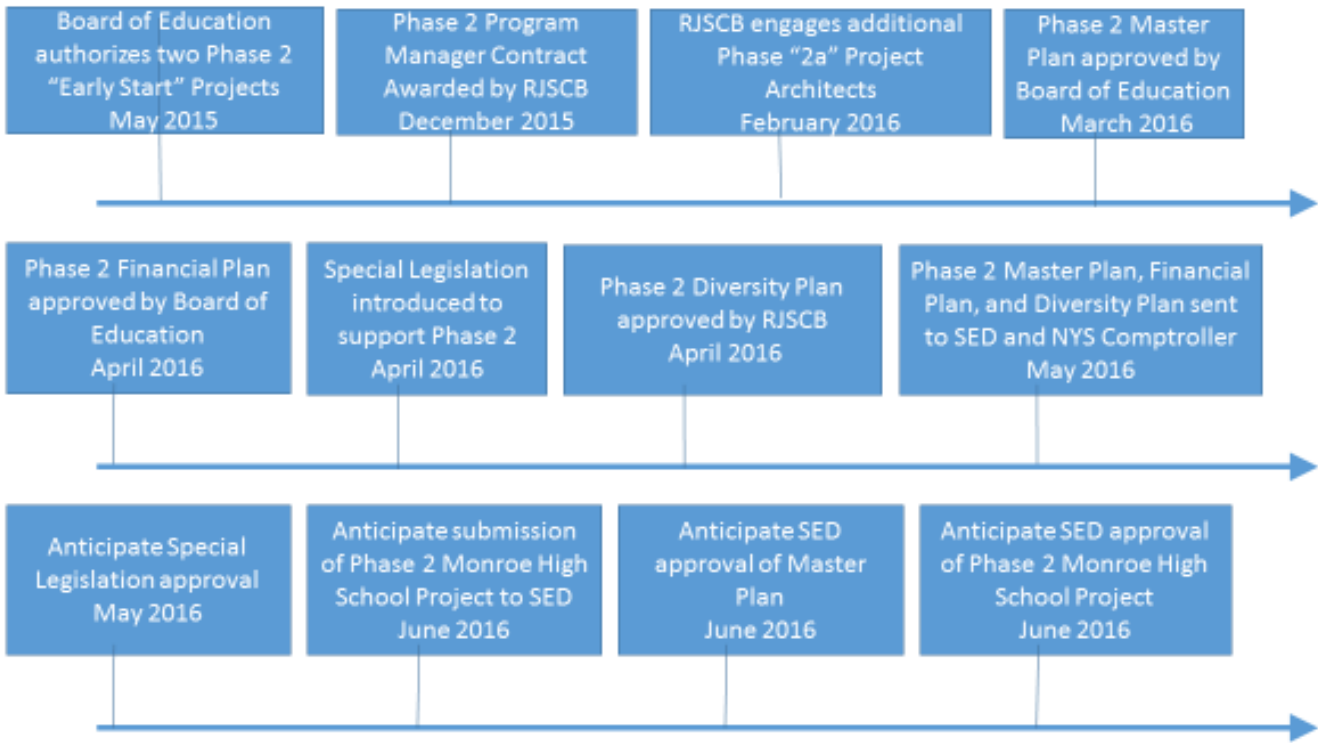 Board of Education
authorizes two Phase 2
“Early Start” Projects
May 2015
Phase 2 Program
Manager Contract
Awarded by RJSCB
December 2015
RJSCB engages additional
Phase “2a” Project
Architects
February 2016
Phase 2 Master
Plan approved by
Board of Education
March 2016
Phase 2 Financial Plan
approved by Board of
Education
April 2016
Special Legislation
introduced to
support Phase 2
April 2016
Phase 2 Diversity Plan
approved by RJSCB
April 2016
Phase 2 Master Plan, Financial
Plan, and Diversity Plan sent
to SED and NYS Comptroller
May 2016
Anticipate Special
Legislation approval
May 2016
Anticipate submission
of Phase 2 Monroe High
School Project to SED
June 2016
Anticipate SED
approval of Master
Plan
June 2016
Anticipate SED approval
of Phase 2 Monroe High
School Project
June 2016